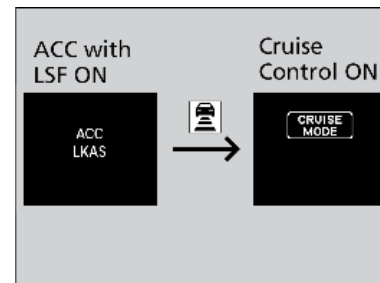 ACC with
LSF ON
Cruise
Control ON
ACC
LKAS
CRUISE
MODE